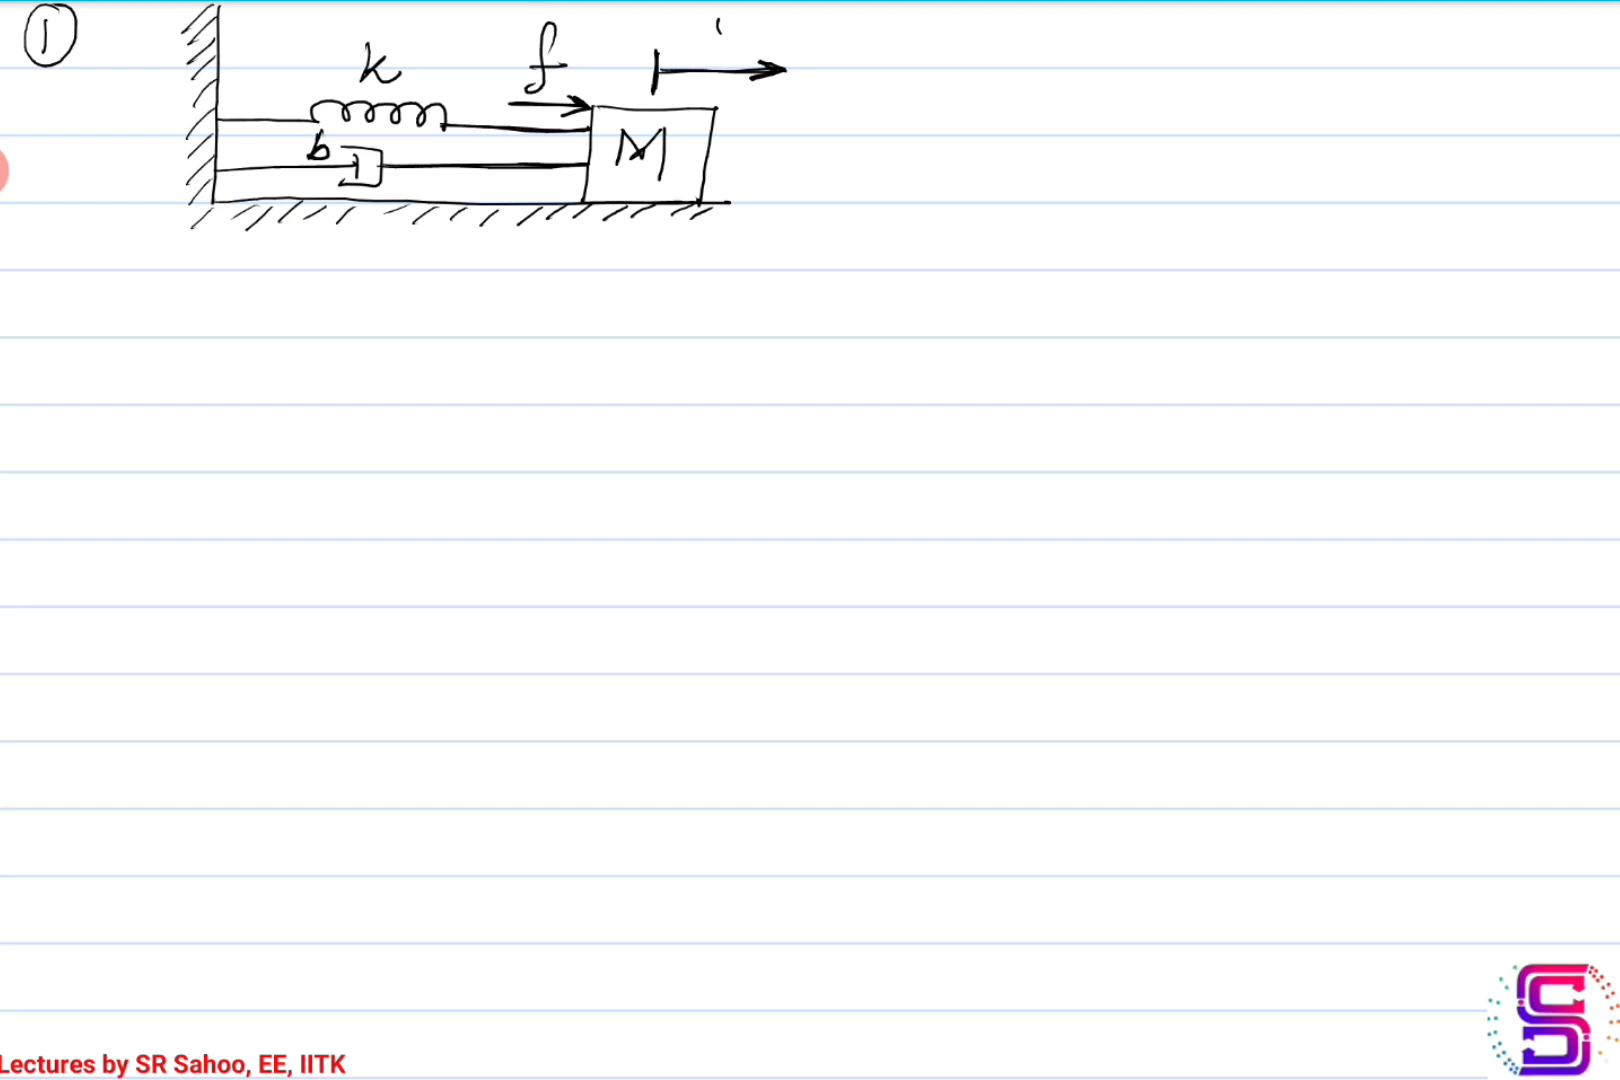 ①
k
f
b
M
Lectures by SR Sahoo, EE, IITK